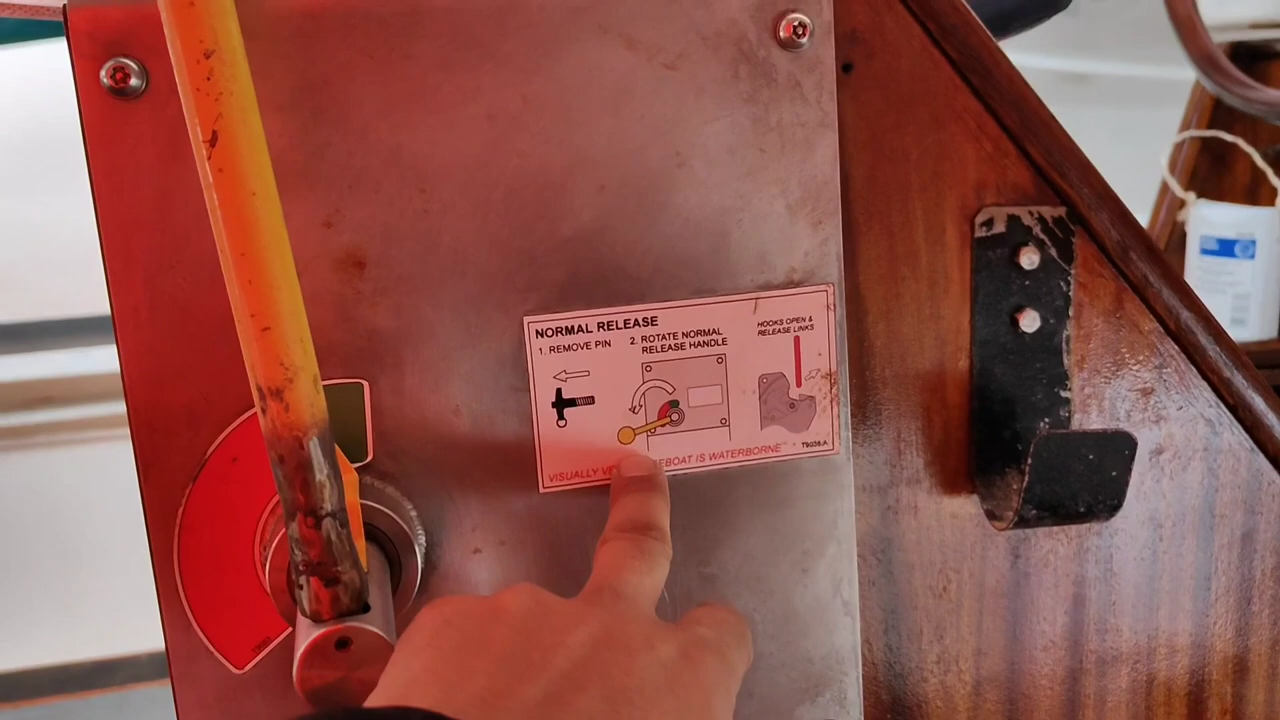 NORMAL RELEASE
1. REMOVE PIN
2. ROTATE NORMAL
RELEASE HANDLE
HOOKS OPEN &
RELEASE LINKS
VISUALLY VE EBOAT IS WATERBORNE
T9036:A